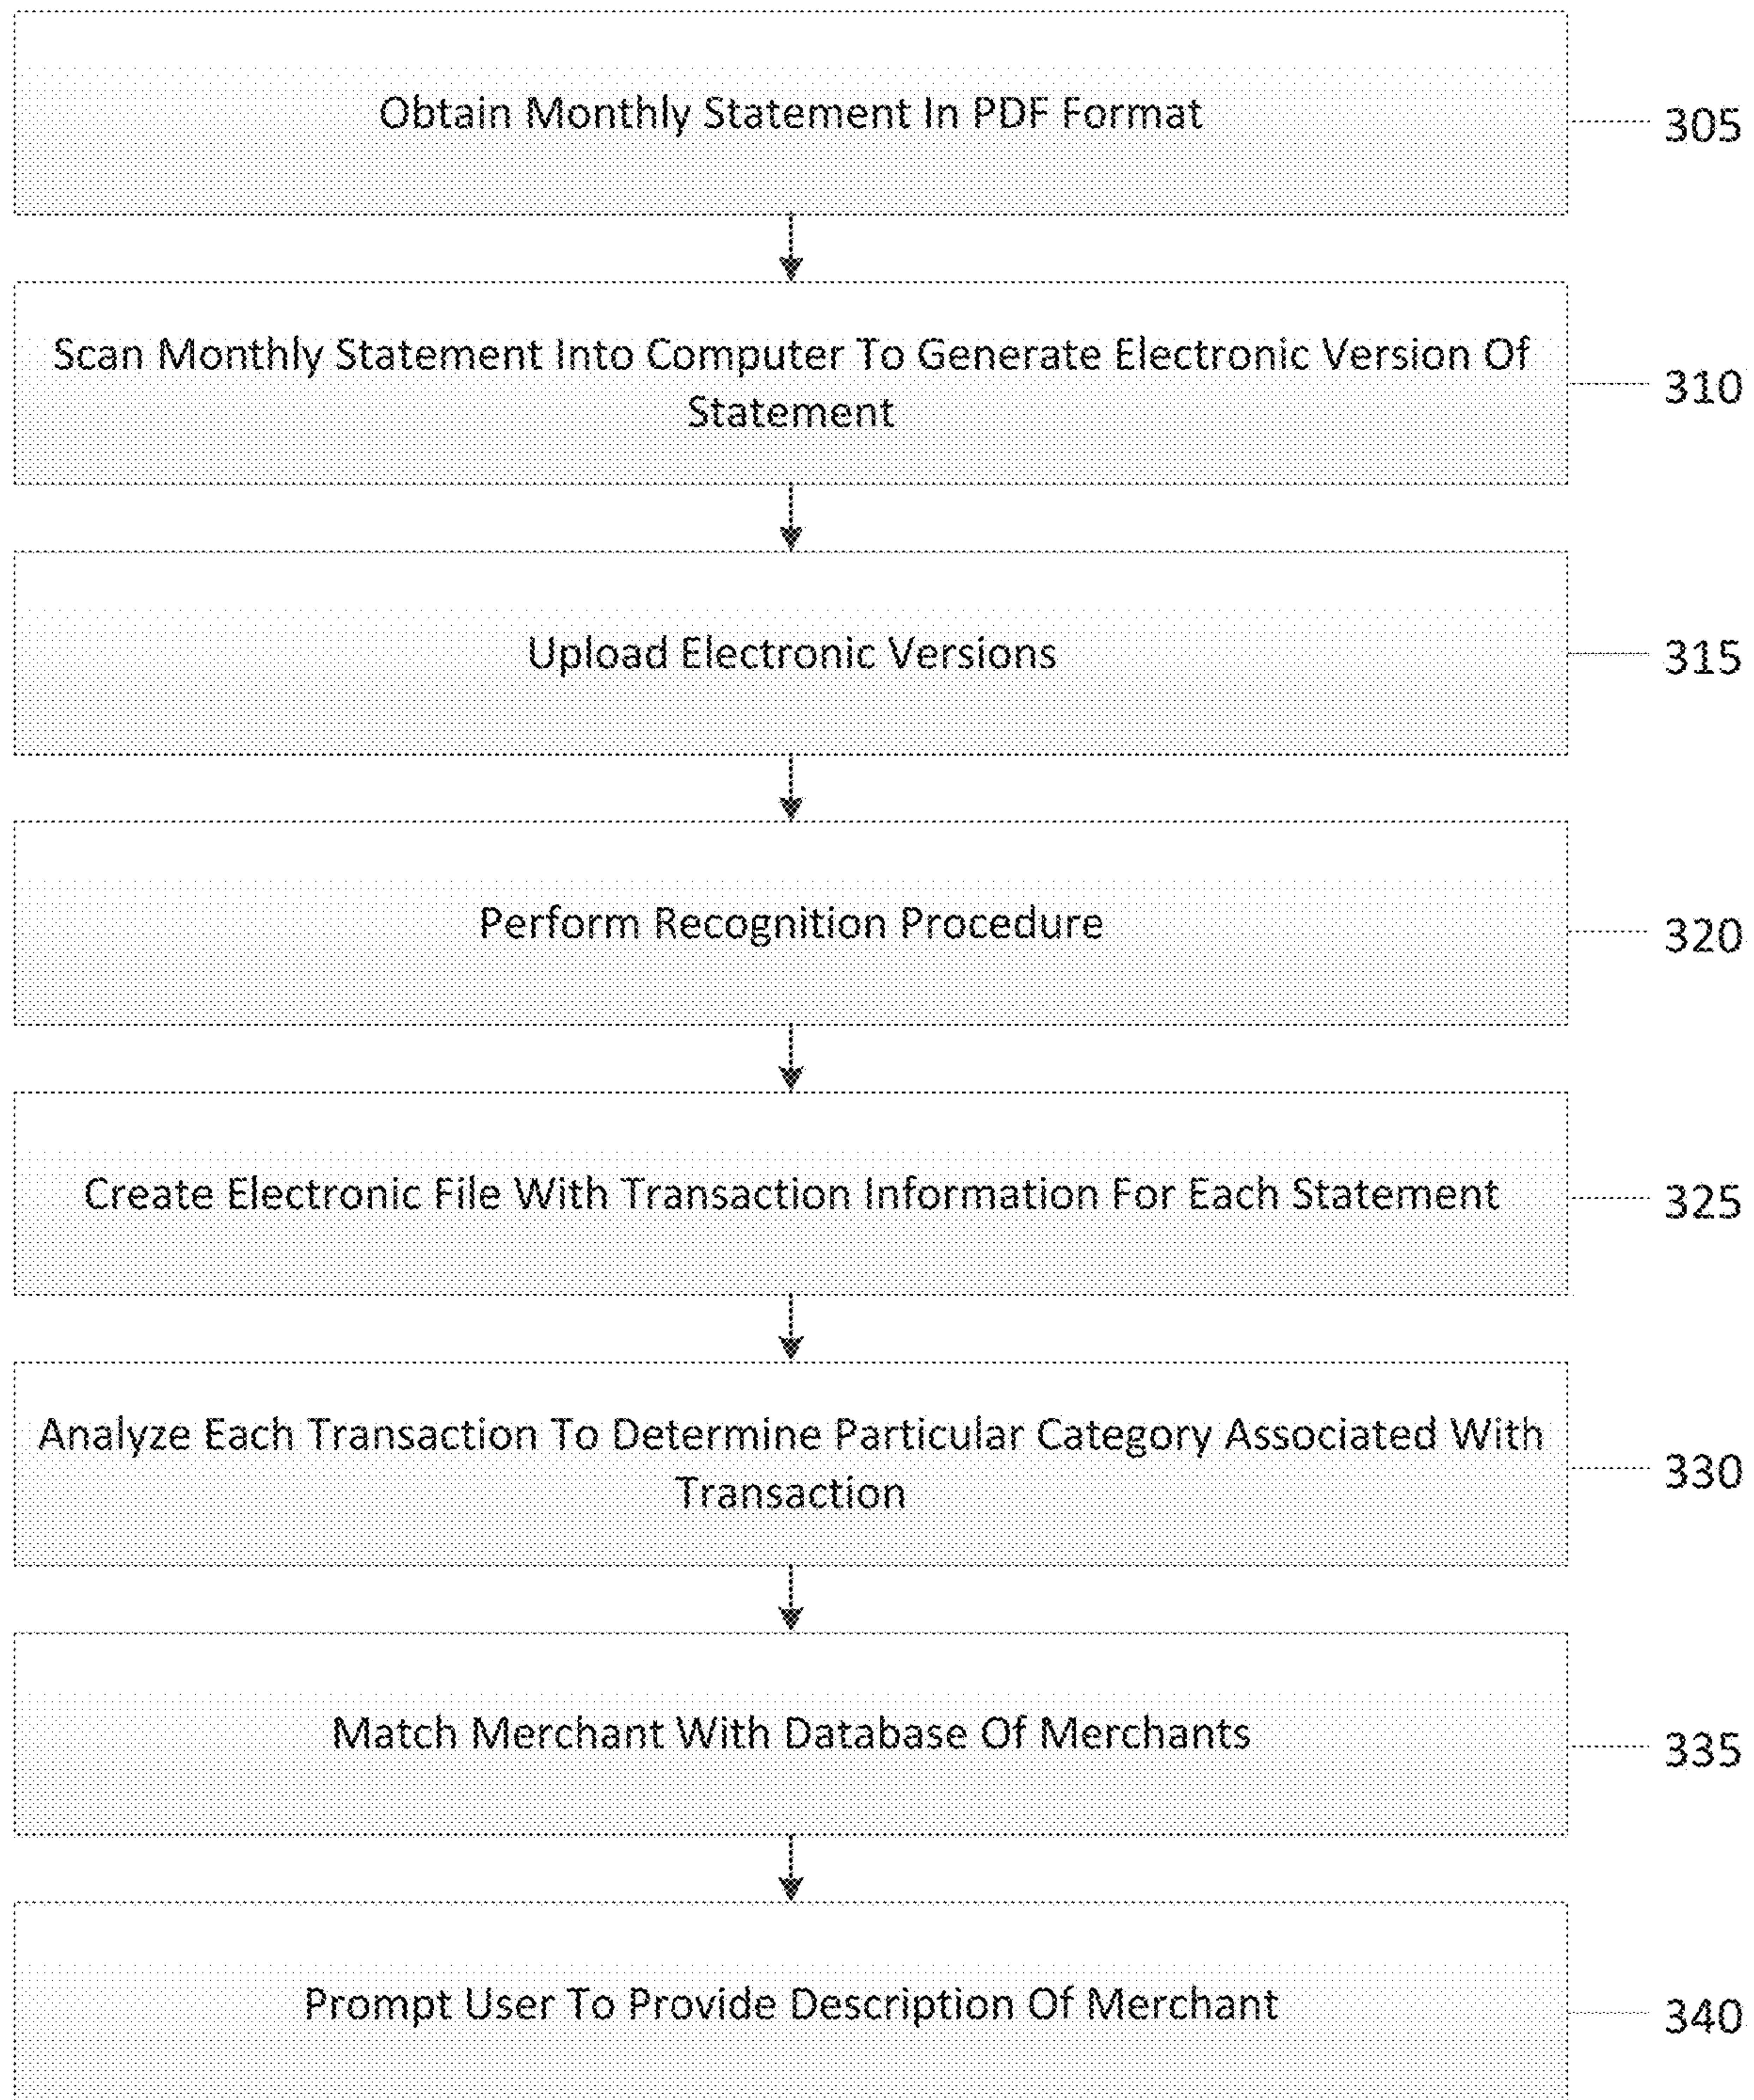 Obtain Monthly Statement In PDF Format
305
Scan Monthly Statement Into Computer To Generate Electronic Version Of
Statement
310
Upload Electronic Versions
315
Perform Recognition Procedure
320
Create Electronic File With Transaction Information For Each Statement
325
Analyze Each Transaction To Determine Particular Category Associated With
Transaction
330
Match Merchant With Database Of Merchants
335
Prompt User To Provide Description Of Merchant
340